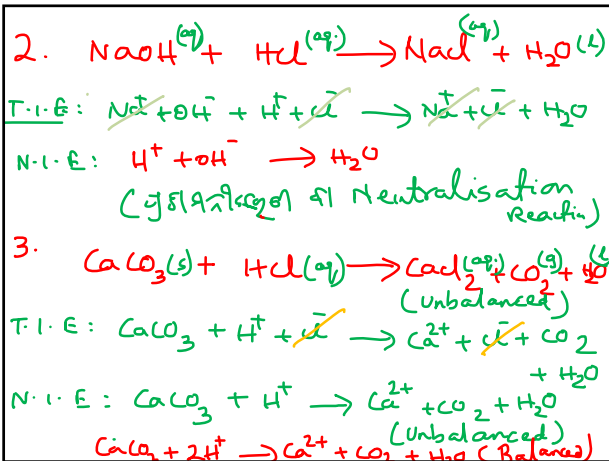 2. NaOH(aq) + HCl(aq.) → NaCl(aq) + H₂O(l)
T.I.E: Na⁺ + OH⁻ + H⁺ + Cl⁻ → Na⁺ + Cl⁻ + H₂O
N.I.E: H⁺ + OH⁻ → H₂O
( Neutralisation
Reaction)
3.
CaCO₃(s) + HCl(aq) → CaCl₂(aq.) + CO₂(g) + H₂O(l)
(Unbalanced)
T.I.E: CaCO₃ + H⁺ + Cl⁻ → Ca²⁺ + Cl⁻ + CO₂
+ H₂O
N.I.E: CaCO₃ + H⁺ → Ca²⁺ + CO₂ + H₂O
(Unbalanced)
CaCO₃ + 2H⁺ → Ca²⁺ + CO₂ + H₂O (Balanced)